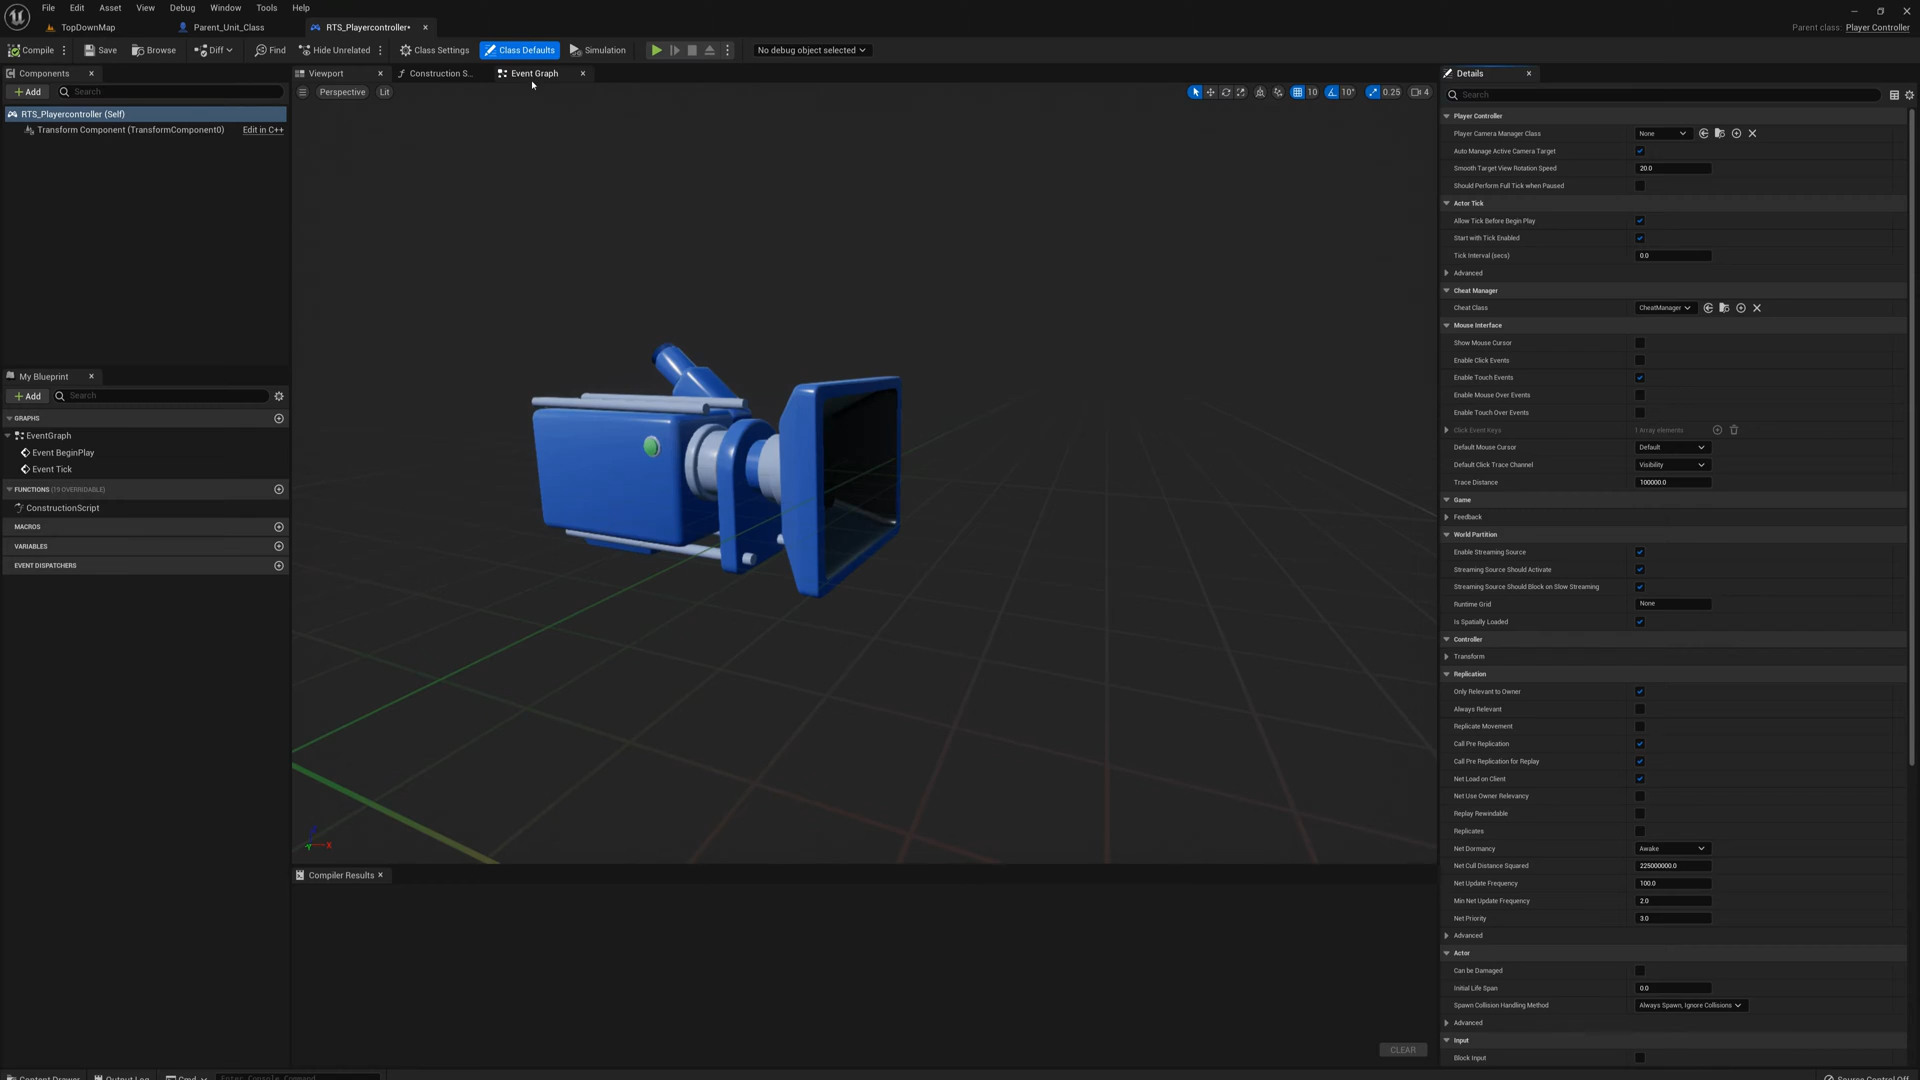 File Edit Asset View Debug Window Tools Help
TopDownMap Parent_Unit_Class RTS_Playercontroller*
Parent class: Player Controller
Compile Save Browse Diff Find Hide Unrelated Class Settings Class Defaults Simulation No debug object selected
Components
Add Search
RTS_Playercontroller (Self)
Transform Component (TransformComponent0) Edit in C++
My Blueprint
Add Search
GRAPHS
EventGraph
Event BeginPlay
Event Tick
FUNCTIONS (19 OVERRIDABLE)
ConstructionScript
MACROS
VARIABLES
EVENT DISPATCHERS
Viewport Construction S... Event Graph
Perspective Lit 10 10° 0.25 4
X
Compiler Results
CLEAR
Details
Search
Player Controller
Player Camera Manager Class None
Auto Manage Active Camera Target
Smooth Target View Rotation Speed 20.0
Should Perform Full Tick when Paused
Actor Tick
Allow Tick Before Begin Play
Start with Tick Enabled
Tick Interval (secs) 0.0
Advanced
Cheat Manager
Cheat Class CheatManager
Mouse Interface
Show Mouse Cursor
Enable Click Events
Enable Touch Events
Enable Mouse Over Events
Enable Touch Over Events
Click Event Keys 1 Array elements
Default Mouse Cursor Default
Default Click Trace Channel Visibility
Trace Distance 100000.0
Game
Feedback
World Partition
Enable Streaming Source
Streaming Source Should Activate
Streaming Source Should Block on Slow Streaming
Runtime Grid None
Is Spatially Loaded
Controller
Transform
Replication
Only Relevant to Owner
Always Relevant
Replicate Movement
Call Pre Replication
Call Pre Replication for Replay
Net Load on Client
Net Use Owner Relevancy
Replay Rewindable
Replicates
Net Dormancy Awake
Net Cull Distance Squared 225000000.0
Net Update Frequency 100.0
Min Net Update Frequency 2.0
Net Priority 3.0
Advanced
Actor
Can be Damaged
Initial Life Span 0.0
Spawn Collision Handling Method Always Spawn, Ignore Collisions
Advanced
Input
Block Input
Content Drawer Output Log Cmd Enter Console Command
Source Control Off